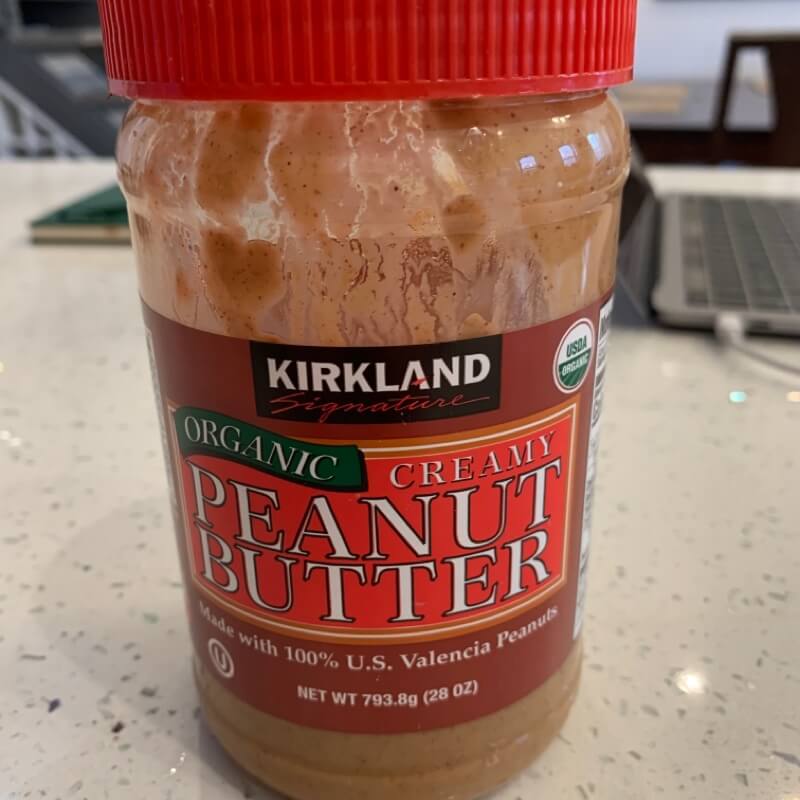 KIRKLAND
Signature
USDA
ORGANIC
ORGANIC
CREAMY
PEANUT
BUTTER
Made with 100% U.S. Valencia Peanuts
U
NET WT 793.8g (28 OZ)